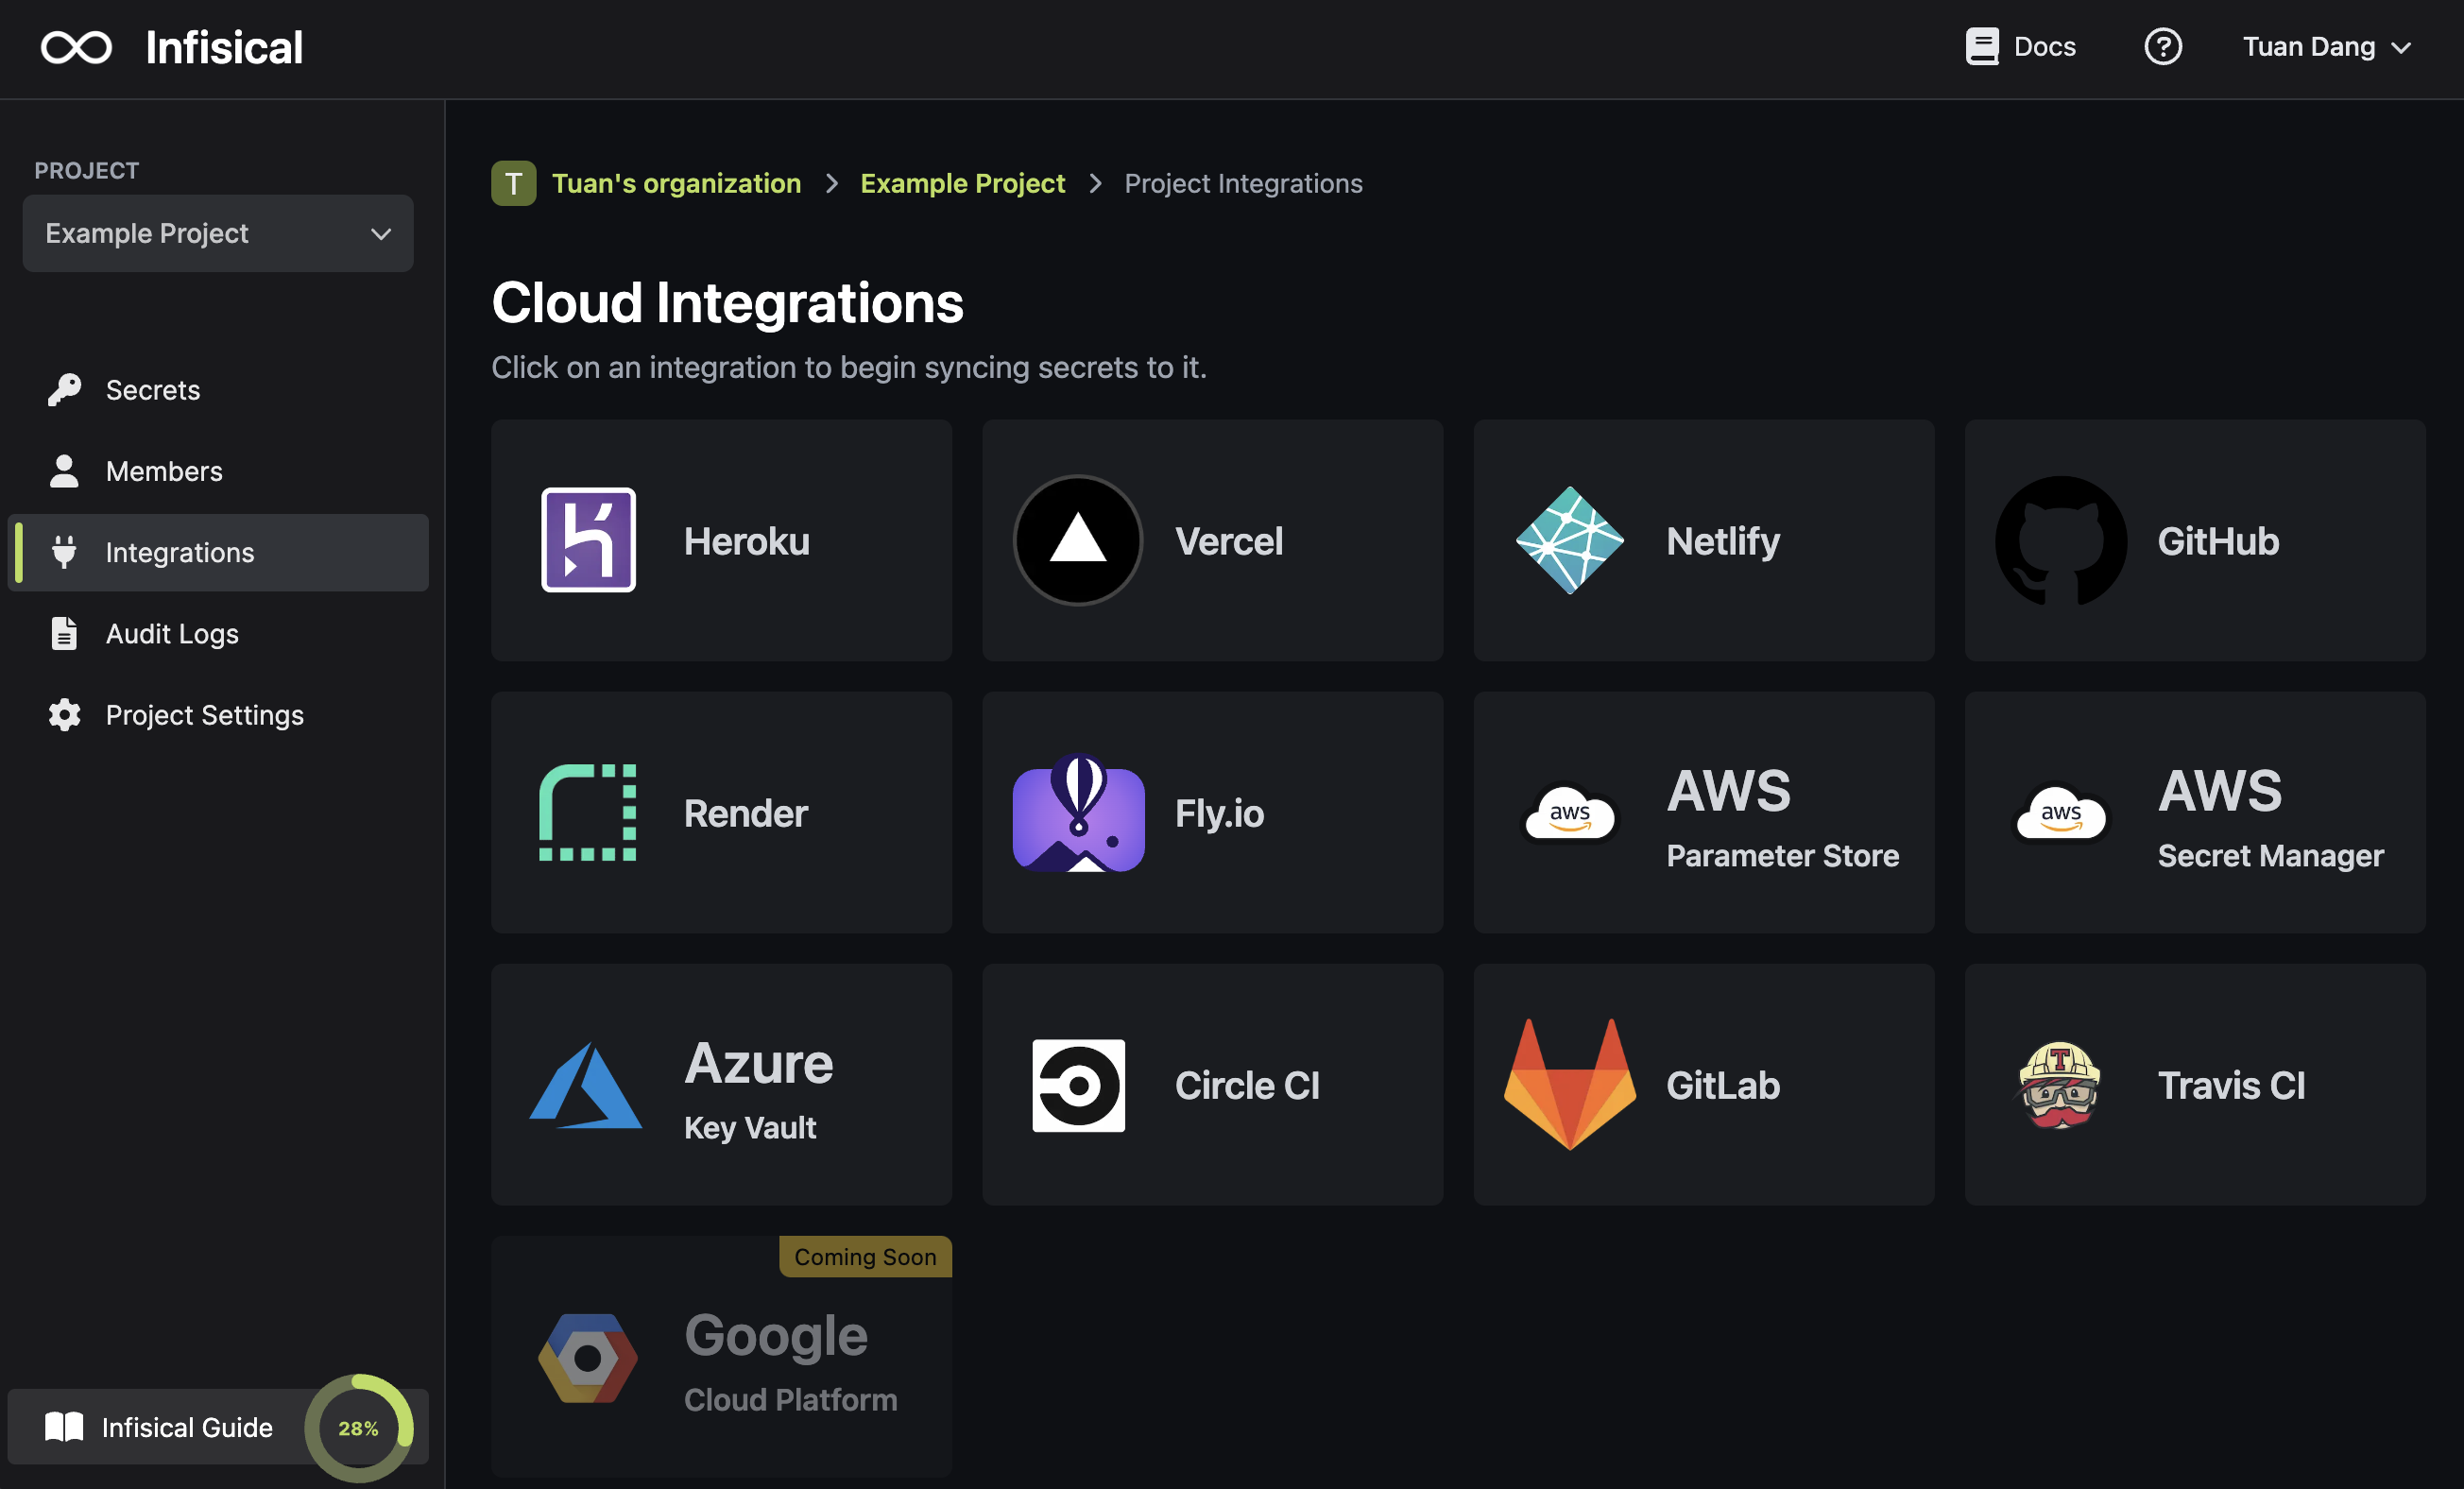 Infisical
Docs
Tuan Dang
PROJECT
Example Project
Secrets
Members
Integrations
Audit Logs
Project Settings
Infisical Guide
28%
T Tuan's organization > Example Project > Project Integrations
Cloud Integrations
Click on an integration to begin syncing secrets to it.
Heroku
Vercel
Netlify
GitHub
Render
Fly.io
aws
AWS
Parameter Store
aws
AWS
Secret Manager
Azure
Key Vault
Circle CI
GitLab
T
Travis CI
Coming Soon
Google
Cloud Platform